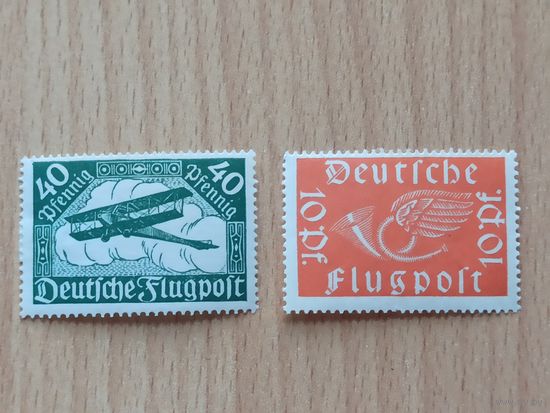 40 40
Pfennig Pfennig
Deutsche Flugpost
Deutſche
10 Pf. 10 Pf.
Flugpoſt